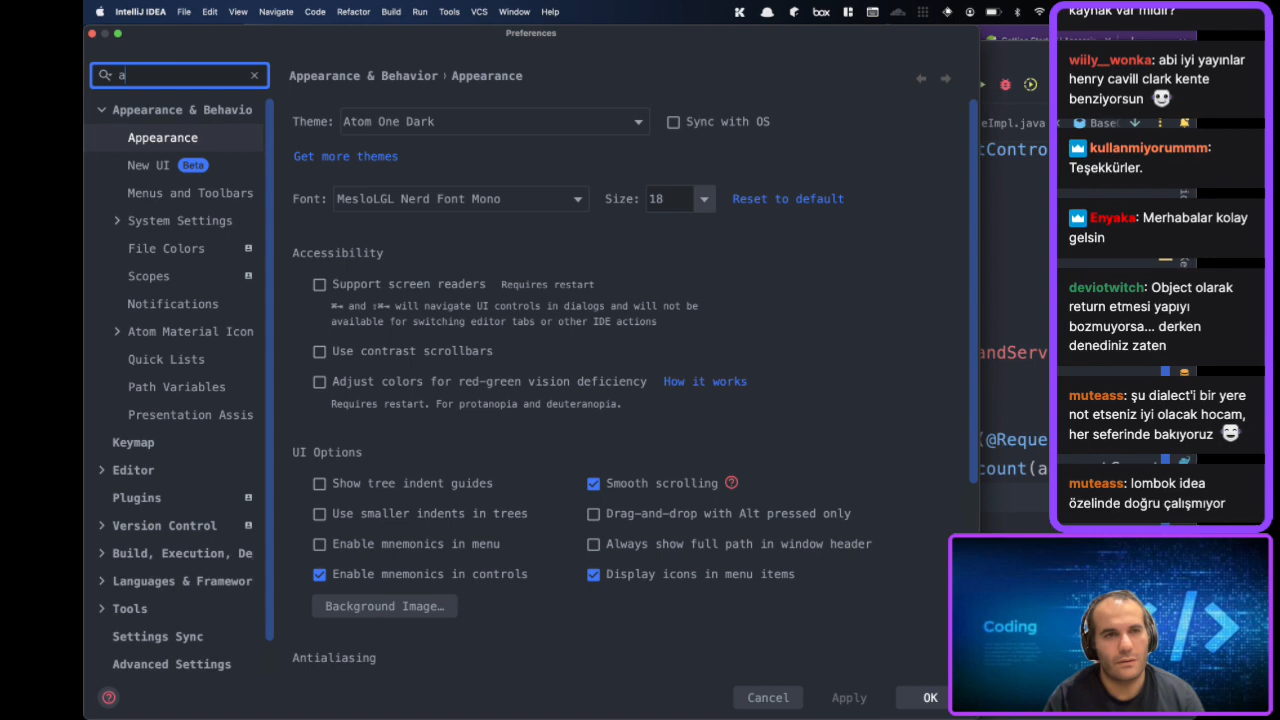 IntelliJ IDEA File Edit View Navigate Code Refactor Build Run Tools VCS Window Help
box
Preferences
a
Appearance & Behavior › Appearance
Appearance & Behavio
Appearance
New UI Beta
Menus and Toolbars
System Settings
File Colors
Scopes
Notifications
Atom Material Icon
Quick Lists
Path Variables
Presentation Assis
Keymap
Editor
Plugins
Version Control
Build, Execution, De
Languages & Framewor
Tools
Settings Sync
Advanced Settings
Theme: Atom One Dark Sync with OS
Get more themes
Font: MesloLGL Nerd Font Mono Size: 18 Reset to default
Accessibility
Support screen readers Requires restart
⌘⇥ and ⇧⌘⇥ will navigate UI controls in dialogs and will not be
available for switching editor tabs or other IDE actions
Use contrast scrollbars
Adjust colors for red-green vision deficiency How it works
Requires restart. For protanopia and deuteranopia.
UI Options
Show tree indent guides Smooth scrolling
Use smaller indents in trees Drag-and-drop with Alt pressed only
Enable mnemonics in menu Always show full path in window header
Enable mnemonics in controls Display icons in menu items
Background Image…
Antialiasing
Cancel Apply OK
eImpl.java Base
tContro
andServ
(@Reque
count(a
kaynak var mıdır?
wiily__wonka: abi iyi yayınlar
henry cavill clark kente
benziyorsun
kullanmiyorummm:
Teşekkürler.
Enyaka: Merhabalar kolay
gelsin
deviotwitch: Object olarak
return etmesi yapıyı
bozmuyorsa... derken
denediniz zaten
muteass: şu dialect'i bir yere
not etseniz iyi olacak hocam,
her seferinde bakıyoruz
muteass: lombok idea
özelinde doğru çalışmıyor
Coding